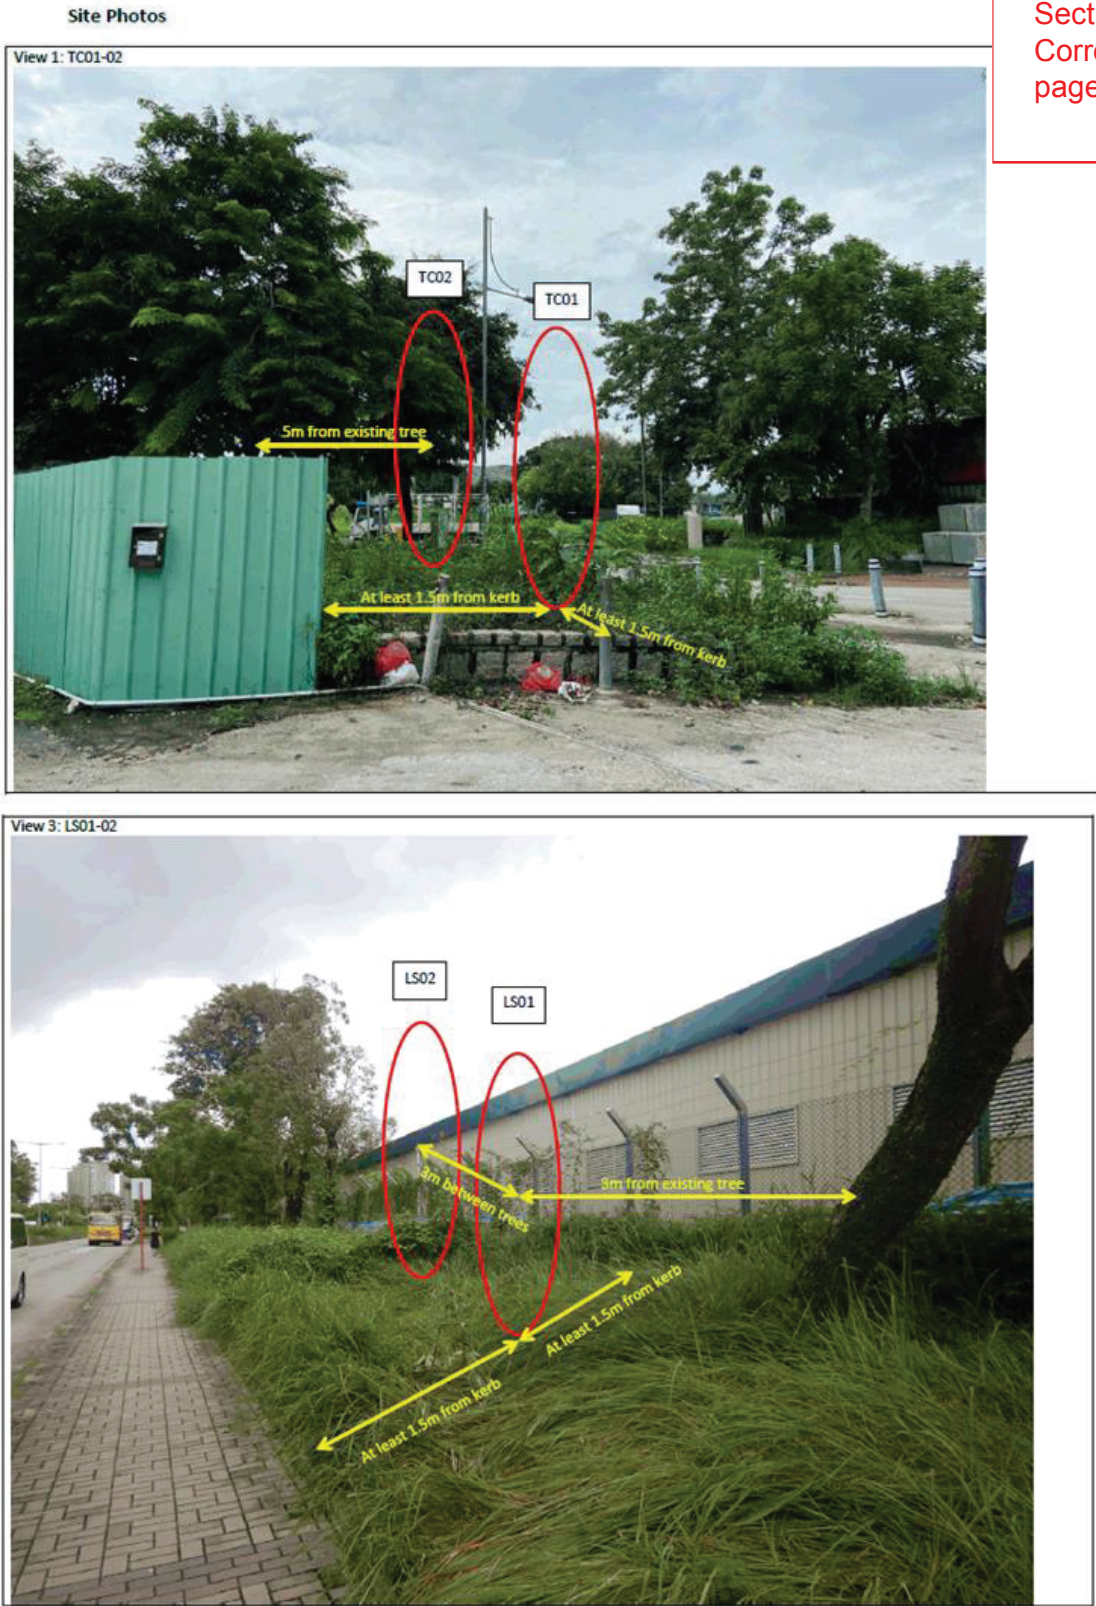 Site Photos
Sect
Corre
page
View 1: TC01-02
TC02
TC01
5m from existing tree
At least 1.5m from kerb
At least 1.5m from kerb
View 3: LS01-02
LS02
LS01
3m between trees
3m from existing tree
At least 1.5m from kerb
At least 1.5m from kerb